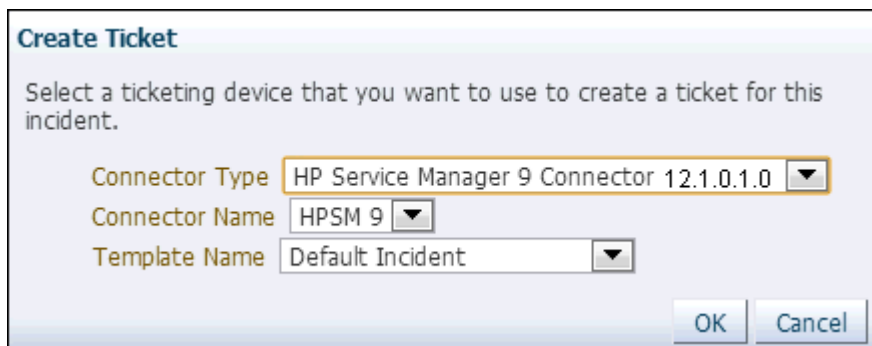 Create Ticket
Select a ticketing device that you want to use to create a ticket for this
incident.
Connector Type HP Service Manager 9 Connector 12.1.0.1.0
Connector Name HPSM 9
Template Name Default Incident
OK Cancel